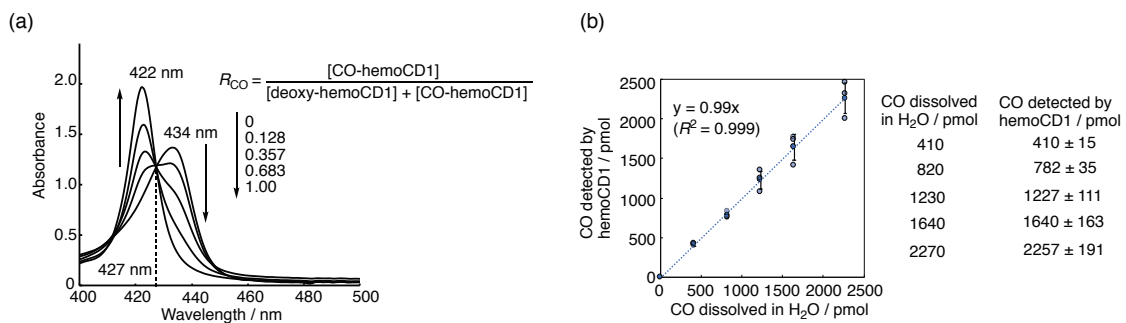 (a)
2.0
1.5
1.0
0.5
0
Absorbance
422 nm
434 nm
427 nm
400 420 440 460 480 500
Wavelength / nm
R_CO = [CO-hemoCD1]
[deoxy-hemoCD1] + [CO-hemoCD1]
0
0.128
0.357
0.683
1.00
(b)
2500
2000
1500
1000
500
0
CO detected by
hemoCD1 / pmol
y = 0.99x
(R² = 0.999)
0 500 1000 1500 2000 2500
CO dissolved in H₂O / pmol
CO dissolved CO detected by
in H₂O / pmol hemoCD1 / pmol
410 410 ± 15
820 782 ± 35
1230 1227 ± 111
1640 1640 ± 163
2270 2257 ± 191